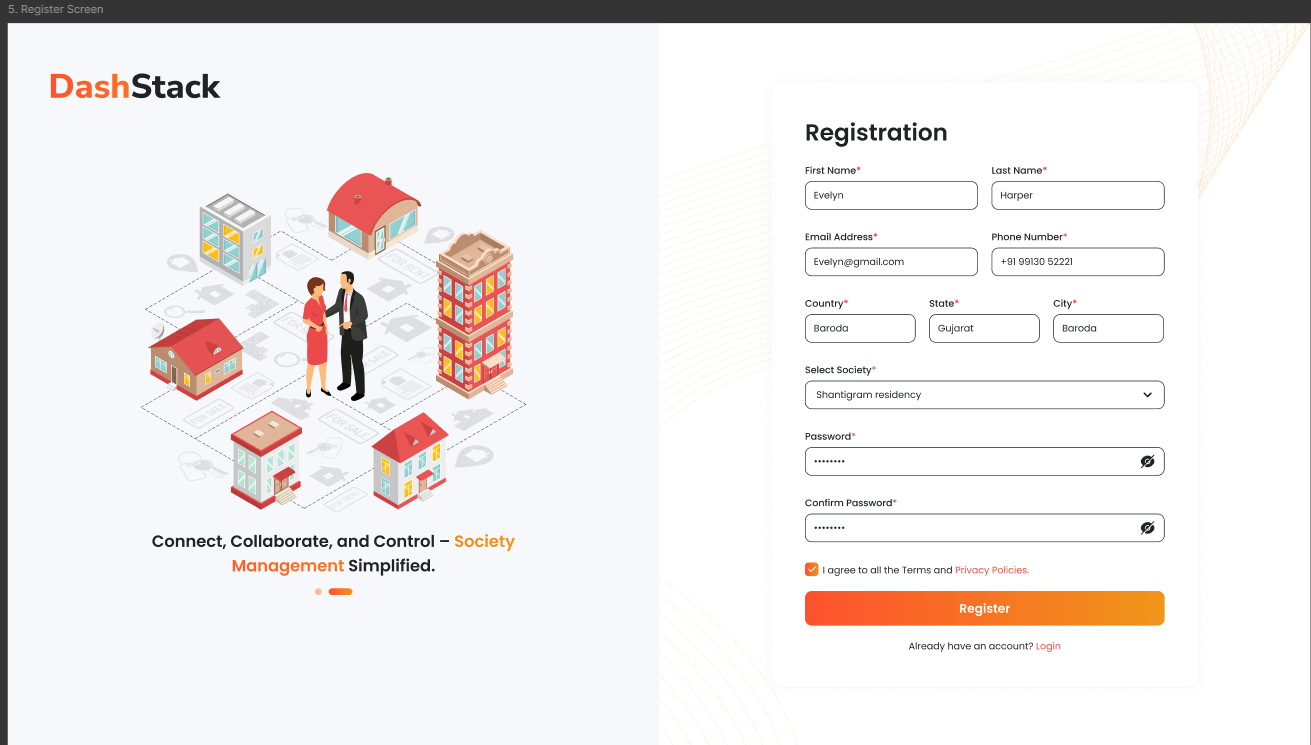 5. Register Screen
DashStack
FOR RENT
FOR SALE
FOR SALE
FOR RENT
Connect, Collaborate, and Control – Society
Management Simplified.
Registration
First Name*
Last Name*
Evelyn
Harper
Email Address*
Phone Number*
Evelyn@gmail.com
+91 99130 52221
Country*
State*
City*
Baroda
Gujarat
Baroda
Select Society*
Shantigram residency
Password*
••••••••
Confirm Password*
••••••••
I agree to all the Terms and Privacy Policies.
Register
Already have an account? Login